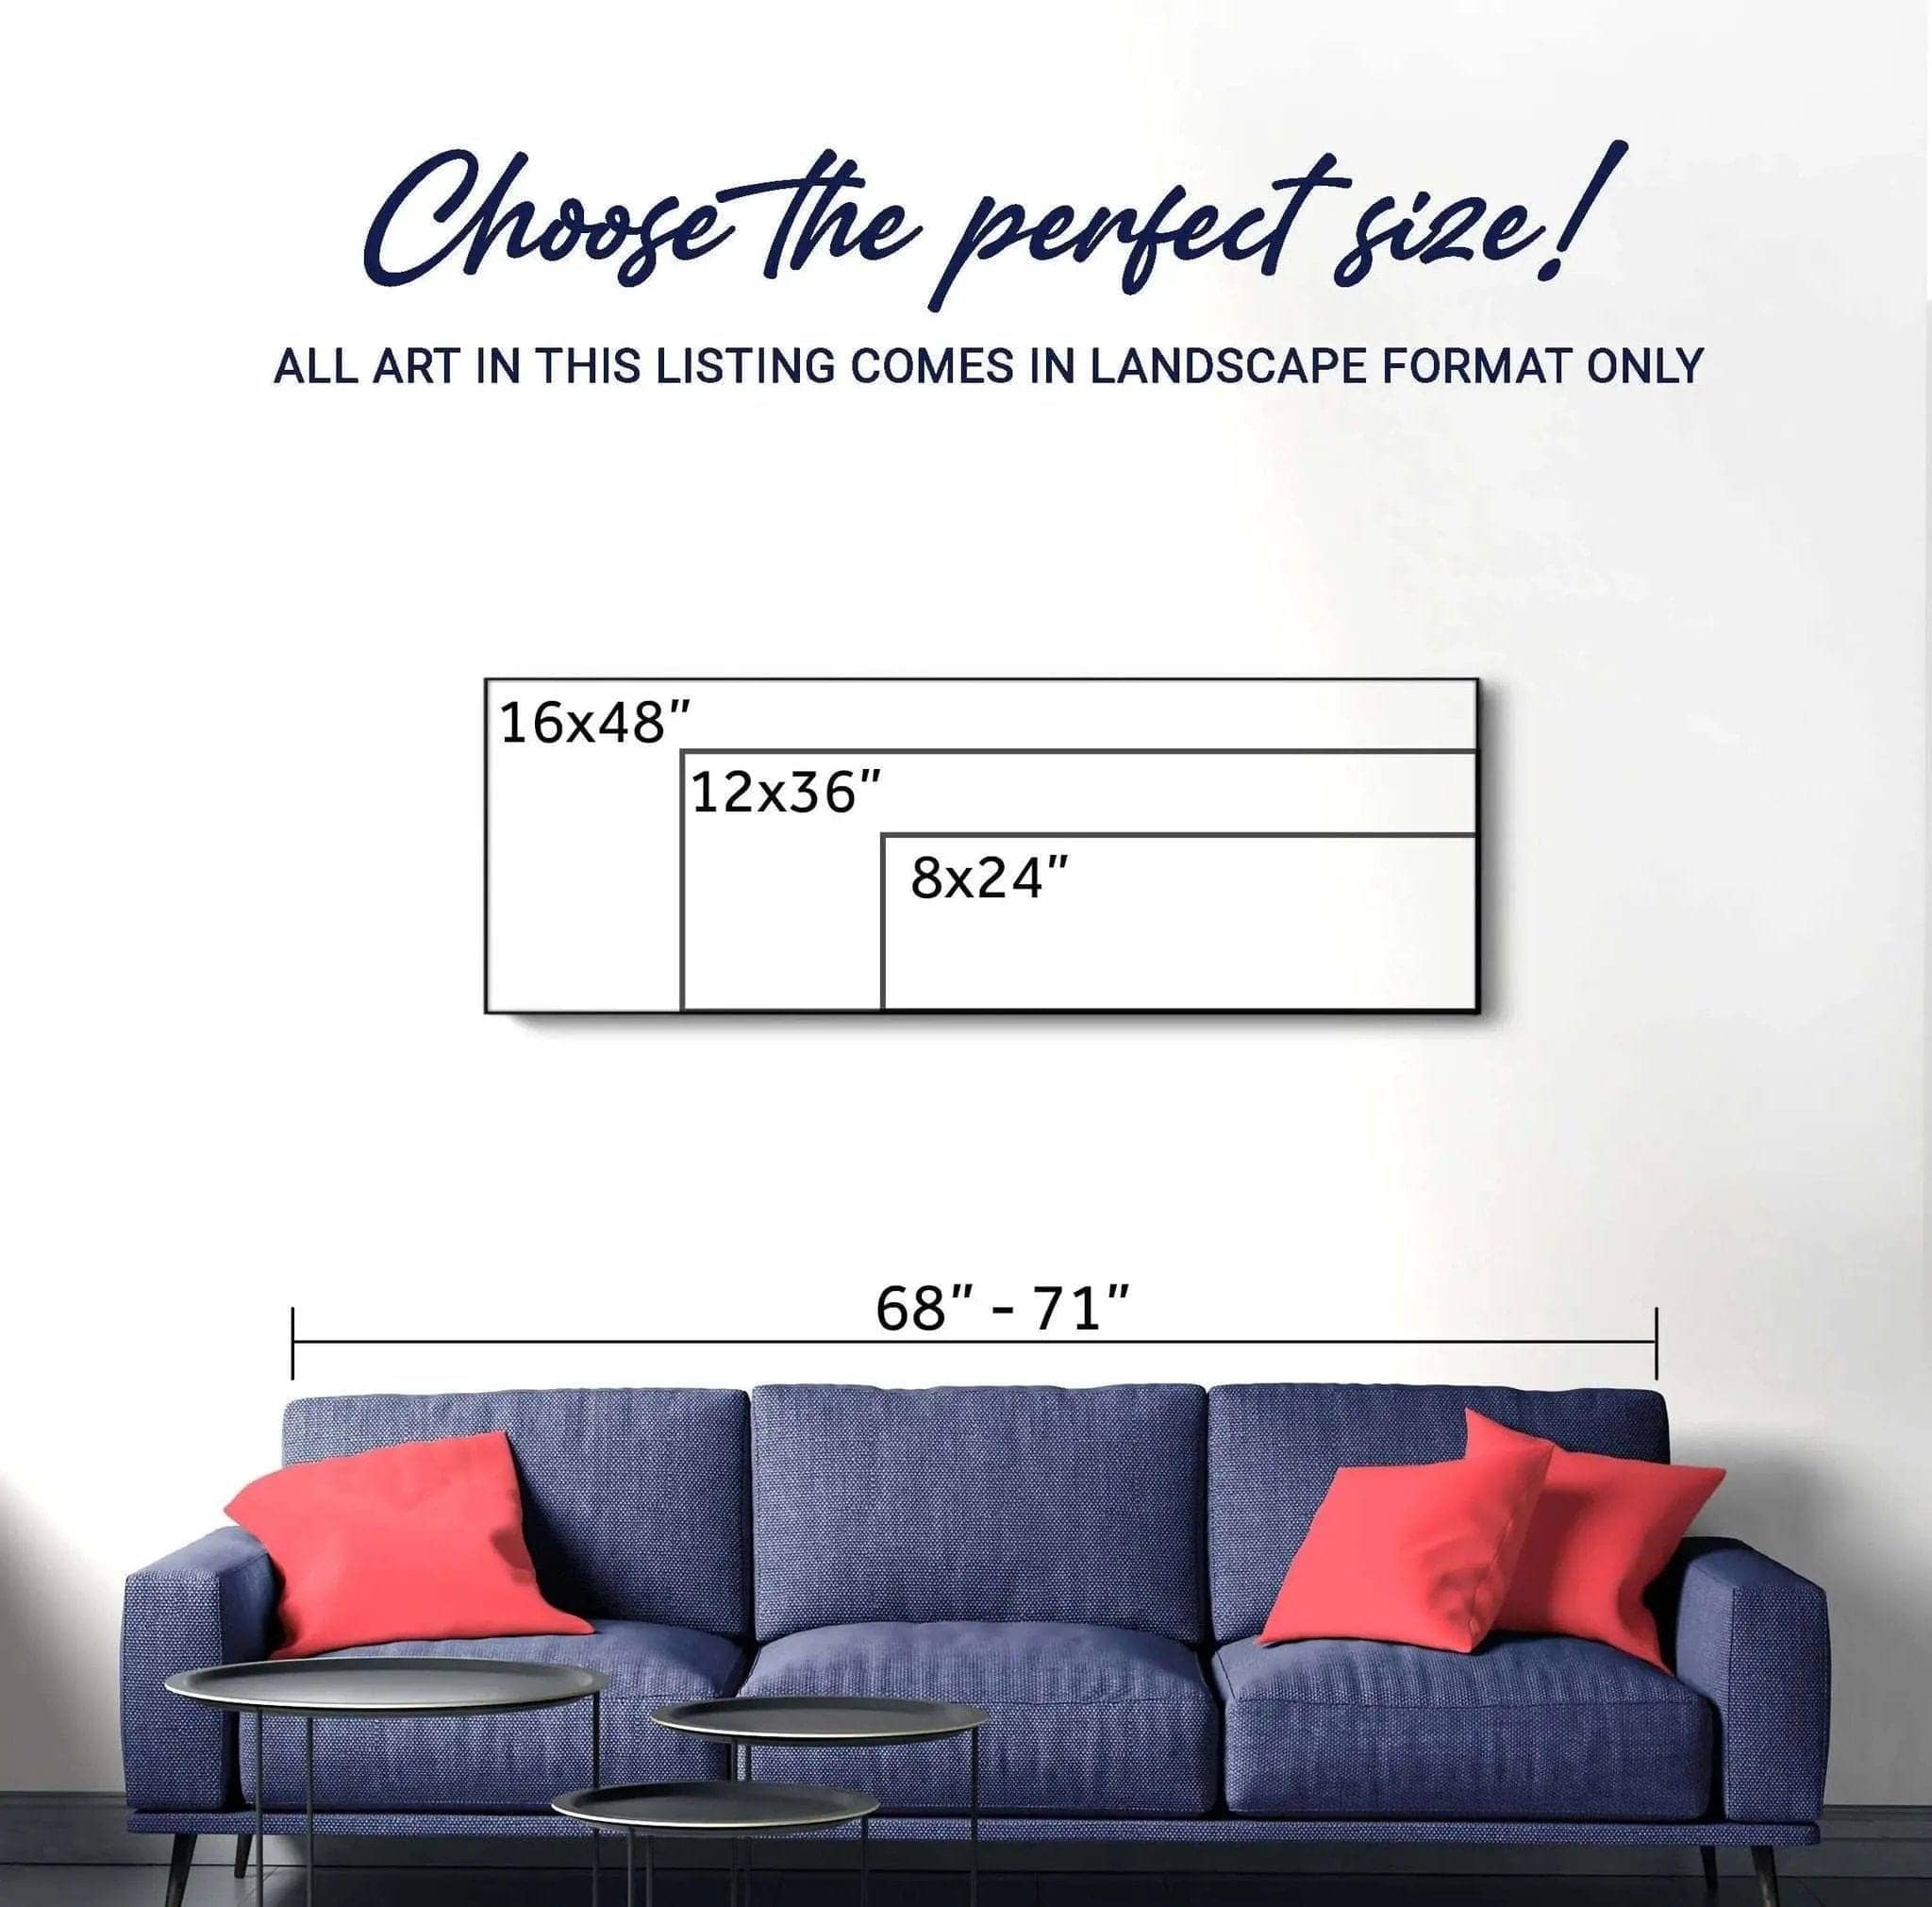 Choose the perfect size!
ALL ART IN THIS LISTING COMES IN LANDSCAPE FORMAT ONLY
16x48"
12x36"
8x24"
68" - 71"